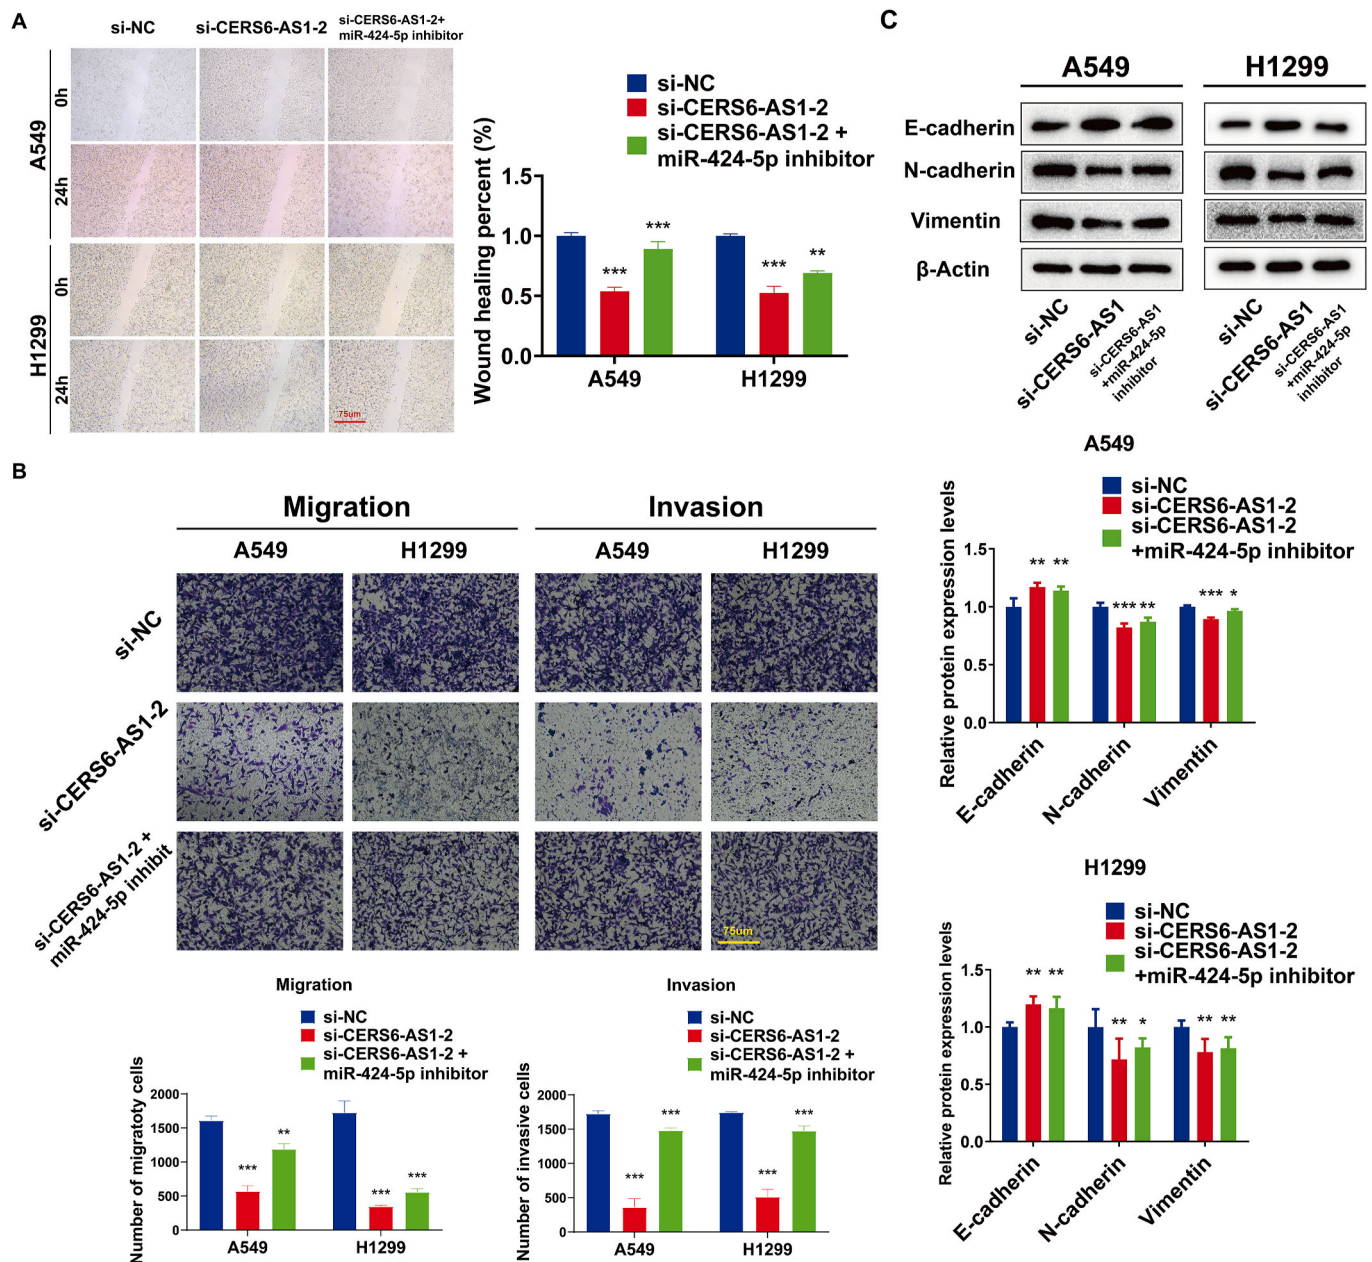 A
si-NC
si-CERS6-AS1-2
si-CERS6-AS1-2+
miR-424-5p inhibitor
A549
0h
24h
H1299
0h
24h
75um
si-NC
si-CERS6-AS1-2
si-CERS6-AS1-2 +
miR-424-5p inhibitor
Wound healing percent (%)
1.5
1.0
0.5
0.0
***
***
***
**
A549
H1299
C
A549
H1299
E-cadherin
N-cadherin
Vimentin
β-Actin
si-NC
si-CERS6-AS1
si-CERS6-AS1
+miR-424-5p
inhibitor
si-NC
si-CERS6-AS1
si-CERS6-AS1
+miR-424-5p
inhibitor
A549
si-NC
si-CERS6-AS1-2
si-CERS6-AS1-2
+miR-424-5p inhibitor
Relative protein expression levels
1.5
1.0
0.5
0.0
** **
*** **
*** *
E-cadherin
N-cadherin
Vimentin
H1299
si-NC
si-CERS6-AS1-2
si-CERS6-AS1-2
+miR-424-5p inhibitor
Relative protein expression levels
1.5
1.0
0.5
0.0
** **
** *
** **
E-cadherin
N-cadherin
Vimentin
B
Migration
Invasion
A549
H1299
A549
H1299
si-NC
si-CERS6-AS1-2
si-CERS6-AS1-2 +
miR-424-5p inhibit
75um
Migration
si-NC
si-CERS6-AS1-2
si-CERS6-AS1-2 +
miR-424-5p inhibitor
Number of migratoty cells
2000
1500
1000
500
0
***
**
***
***
A549
H1299
Invasion
si-NC
si-CERS6-AS1-2
si-CERS6-AS1-2 +
miR-424-5p inhibitor
Number of invasive cells
2000
1500
1000
500
0
***
***
***
***
A549
H1299